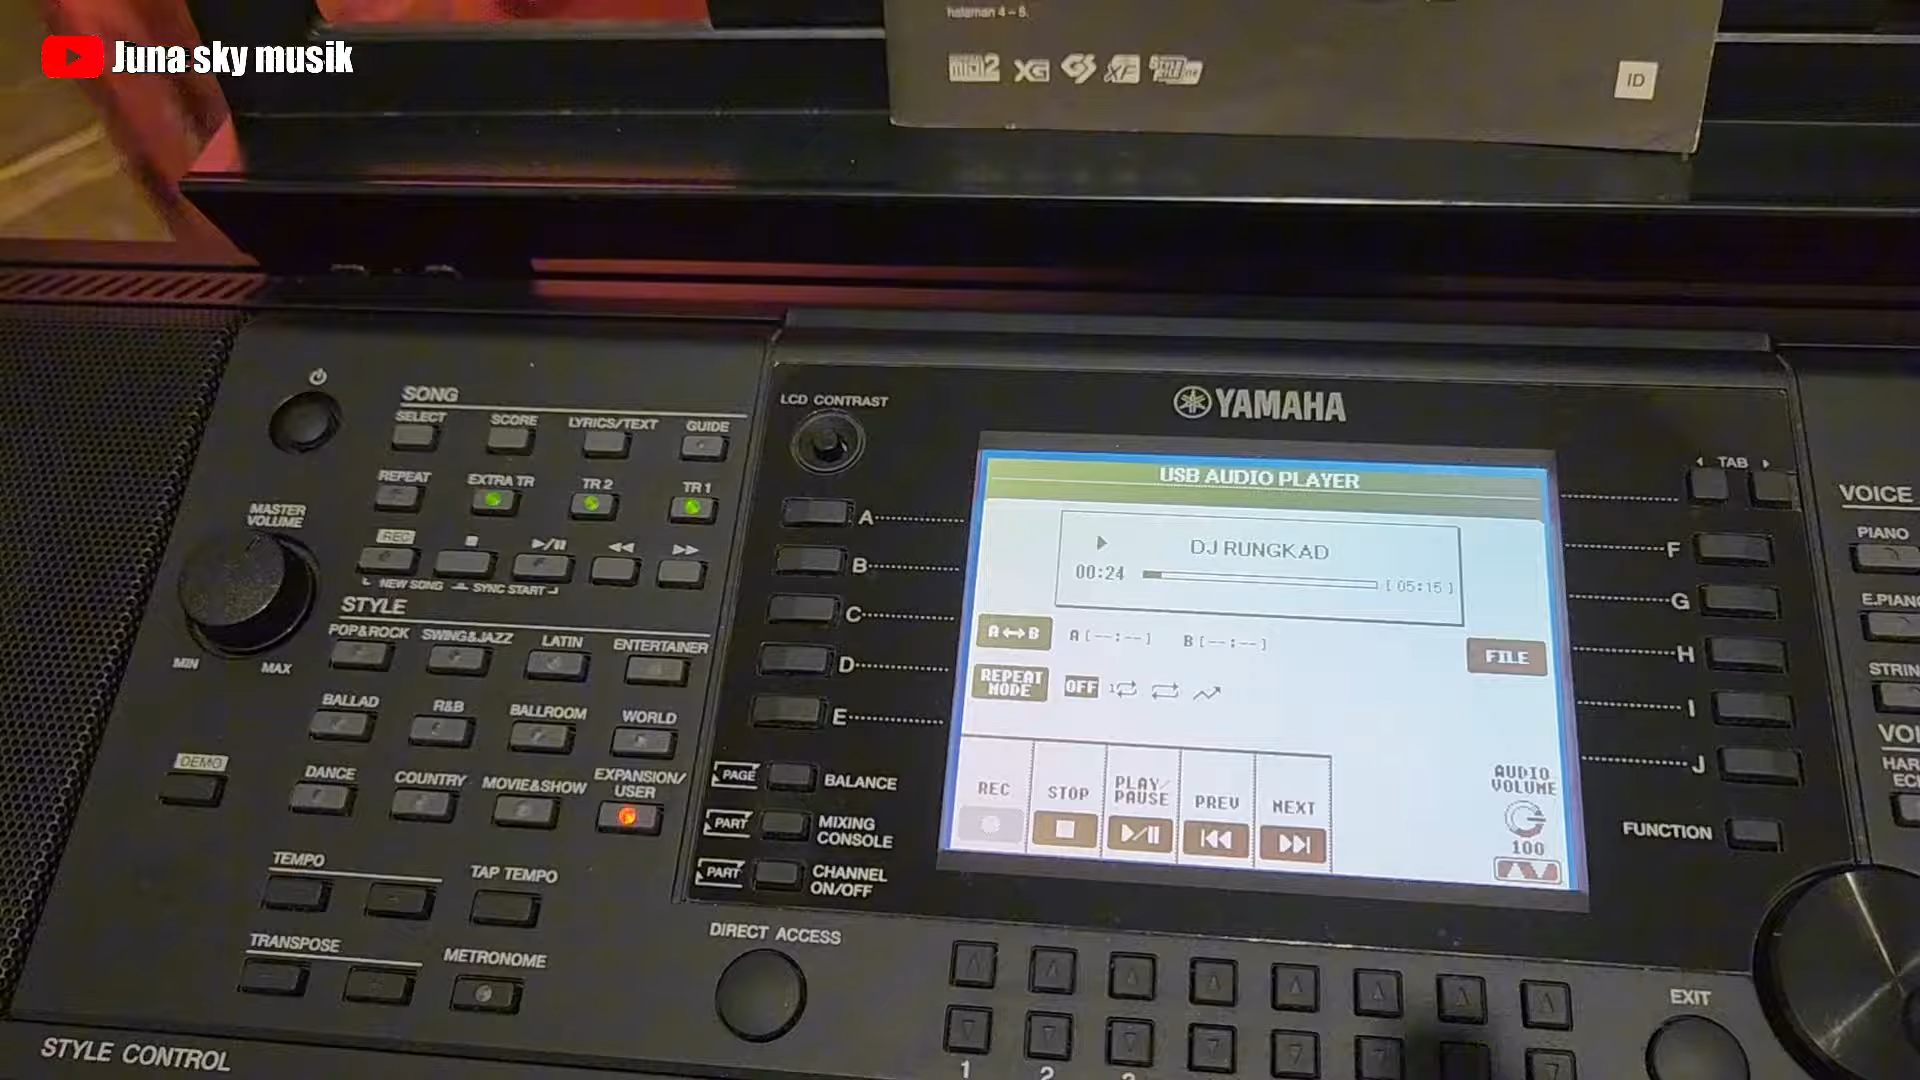 Juna sky musik
halaman 4 – 6.
XG GS XF
ID
YAMAHA
LCD CONTRAST
SONG
SELECT SCORE LYRICS/TEXT GUIDE
REPEAT EXTRA TR TR 2 TR 1
REC
NEW SONG SYNC START
MASTER
VOLUME
MIN MAX
STYLE
POP&ROCK SWING&JAZZ LATIN ENTERTAINER
BALLAD R&B BALLROOM WORLD
DANCE COUNTRY MOVIE&SHOW EXPANSION/
USER
DEMO
TEMPO
TAP TEMPO
TRANSPOSE
METRONOME
STYLE CONTROL
A
B
C
D
E
PAGE BALANCE
PART MIXING
CONSOLE
PART CHANNEL
ON/OFF
DIRECT ACCESS
USB AUDIO PLAYER
DJ RUNGKAD
00:24 [ 05:15 ]
A↔B A[--:--] B[--:--]
FILE
REPEAT
MODE OFF 1
REC STOP PLAY/
PAUSE PREV NEXT
AUDIO
VOLUME
100
TAB
F
G
H
I
J
FUNCTION
EXIT
1 2
VOICE
PIANO